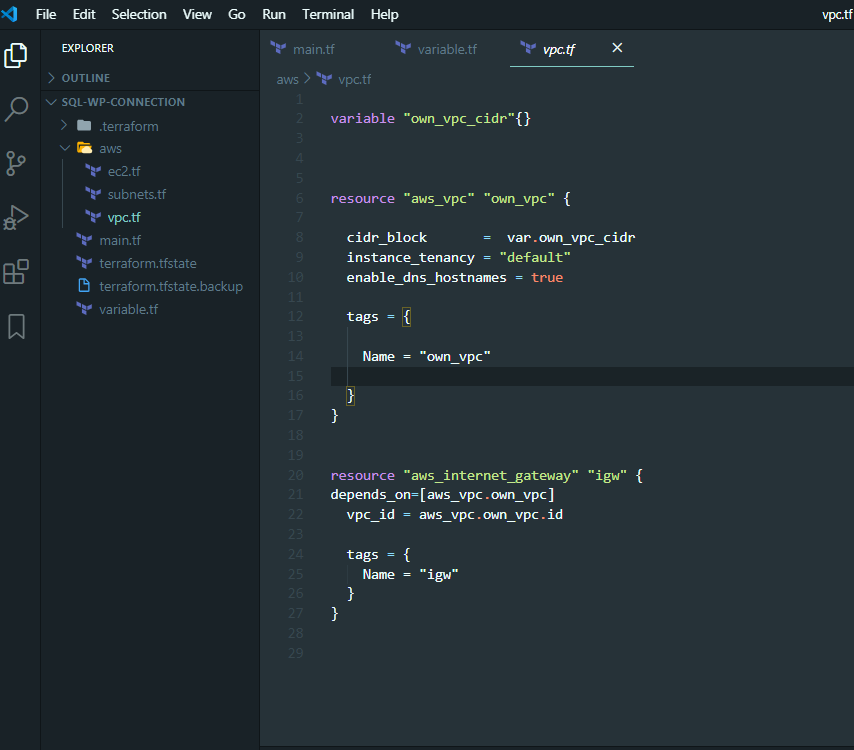 File Edit Selection View Go Run Terminal Help vpc.tf
EXPLORER
OUTLINE
SQL-WP-CONNECTION
.terraform
aws
ec2.tf
subnets.tf
vpc.tf
main.tf
terraform.tfstate
terraform.tfstate.backup
variable.tf
main.tf variable.tf vpc.tf
aws > vpc.tf
1
2 variable "own_vpc_cidr"{}
3
4
5
6 resource "aws_vpc" "own_vpc" {
7
8 cidr_block = var.own_vpc_cidr
9 instance_tenancy = "default"
10 enable_dns_hostnames = true
11
12 tags = {
13
14 Name = "own_vpc"
15
16 }
17 }
18
19
20 resource "aws_internet_gateway" "igw" {
21 depends_on=[aws_vpc.own_vpc]
22 vpc_id = aws_vpc.own_vpc.id
23
24 tags = {
25 Name = "igw"
26 }
27 }
28
29